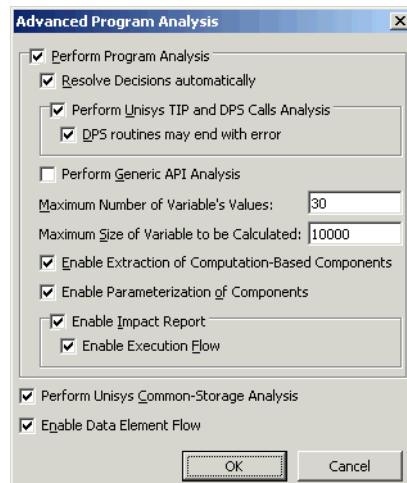 Advanced Program Analysis
Perform Program Analysis
Resolve Decisions automatically
Perform Unisys TIP and DPS Calls Analysis
DPS routines may end with error
Perform Generic API Analysis
Maximum Number of Variable's Values: 30
Maximum Size of Variable to be Calculated: 10000
Enable Extraction of Computation-Based Components
Enable Parameterization of Components
Enable Impact Report
Enable Execution Flow
Perform Unisys Common-Storage Analysis
Enable Data Element Flow
OK Cancel